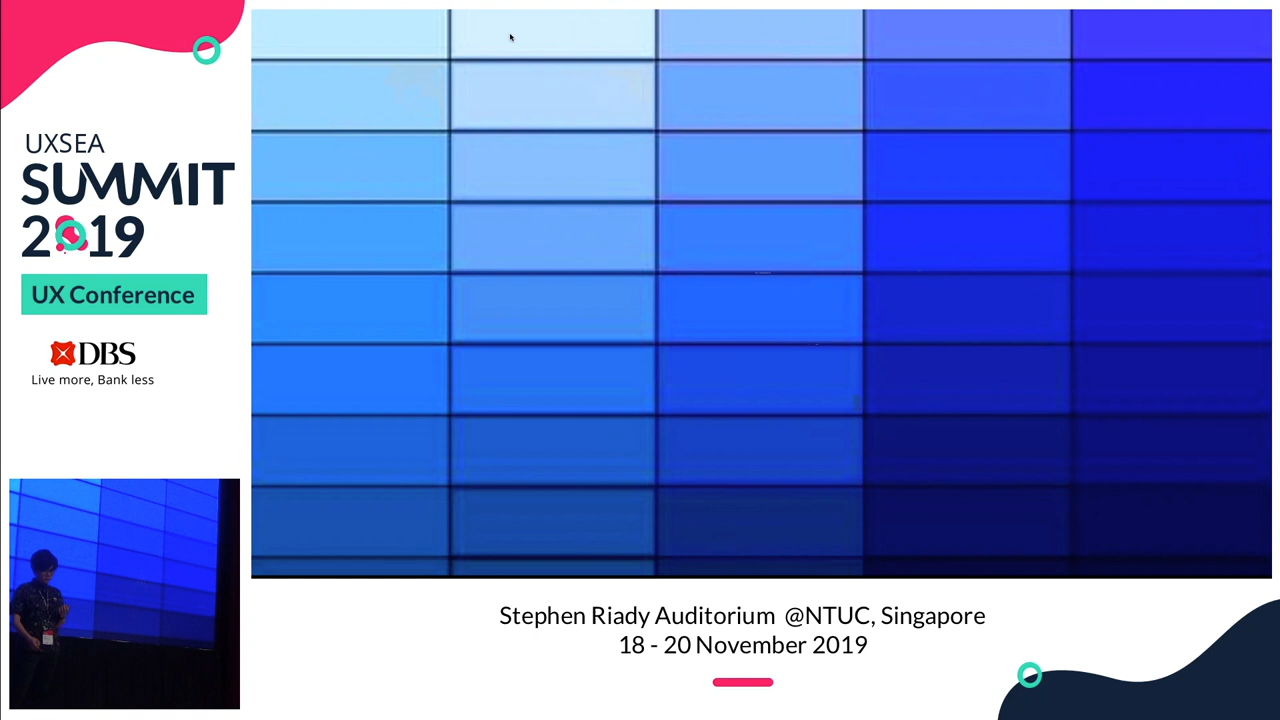 UXSEA
SUMMIT
2019
UX Conference
DBS
Live more, Bank less
Stephen Riady Auditorium @NTUC, Singapore
18 - 20 November 2019